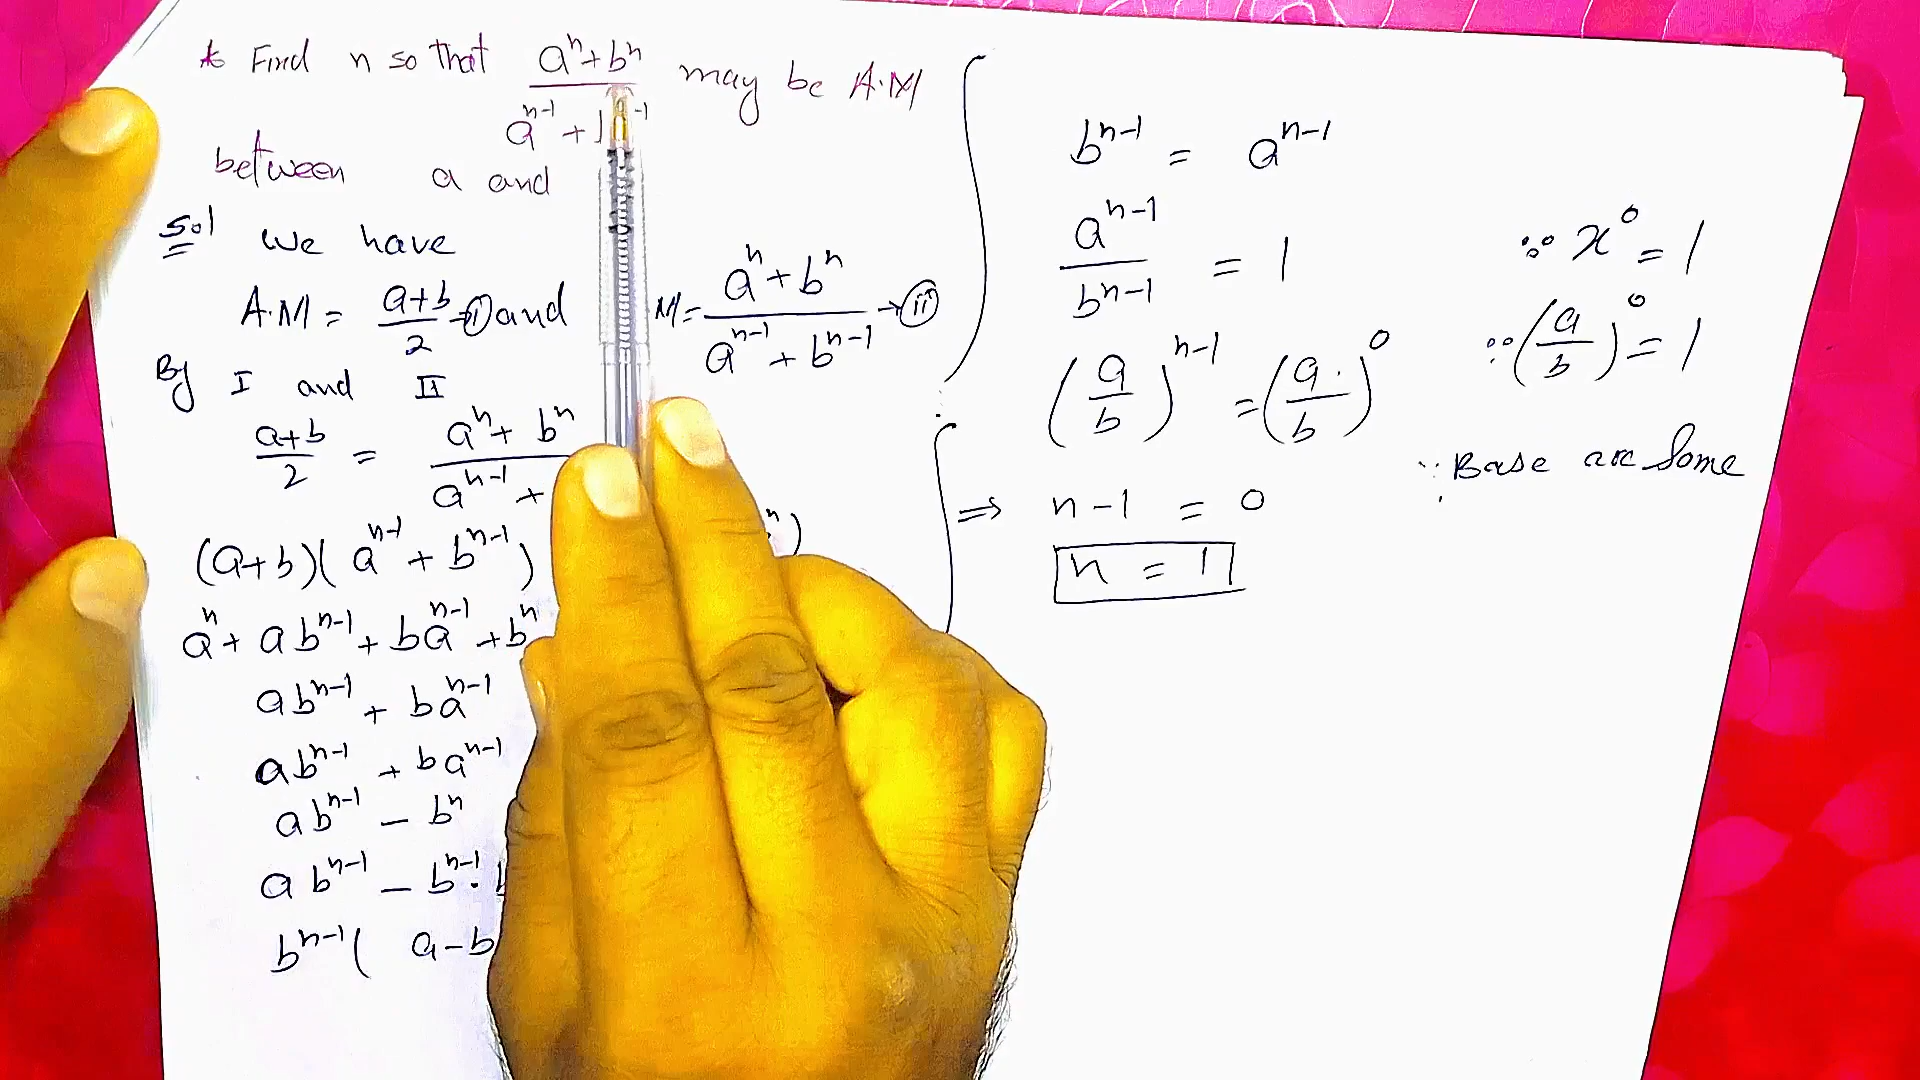 Find n so that a^n + b^n / a^{n-1} + b^{n-1} may be A.M
between a and
Sol We have
A.M = a+b / 2 → (i) and M = a^n + b^n / a^{n-1} + b^{n-1} → (ii)
By I and II
a+b / 2 = a^n + b^n / a^{n-1} +
(a+b)(a^{n-1} + b^{n-1})
a^n + ab^{n-1} + ba^{n-1} + b^n
ab^{n-1} + ba^{n-1}
ab^{n-1} + ba^{n-1}
ab^{n-1} - b^n
ab^{n-1} - b^{n-1} . b
b^{n-1}( a-b
b^{n-1} = a^{n-1}
a^{n-1} / b^{n-1} = 1 ∵ x^0 = 1
(a/b)^{n-1} = (a/b)^0 ∵ (a/b)^0 = 1
∵ Base are Same
⇒ n-1 = 0
n = 1